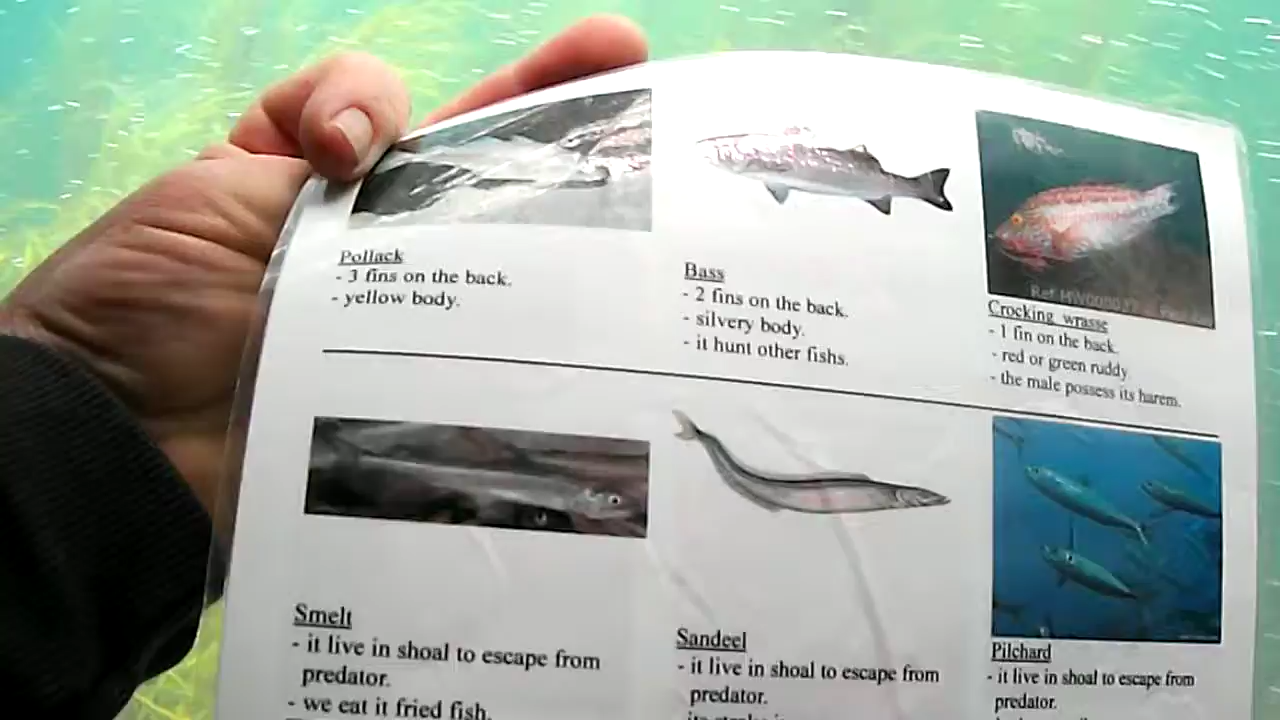 Pollack
- 3 fins on the back.
- yellow body.
Bass
- 2 fins on the back.
- silvery body.
- it hunt other fishs.
Crocking wrasse
- 1 fin on the back.
- red or green ruddy.
- the male possess its harem.
Smelt
- it live in shoal to escape from
predator.
- we eat it fried fish.
Sandeel
- it live in shoal to escape from
predator.
Pilchard
- it live in shoal to escape from
predator.